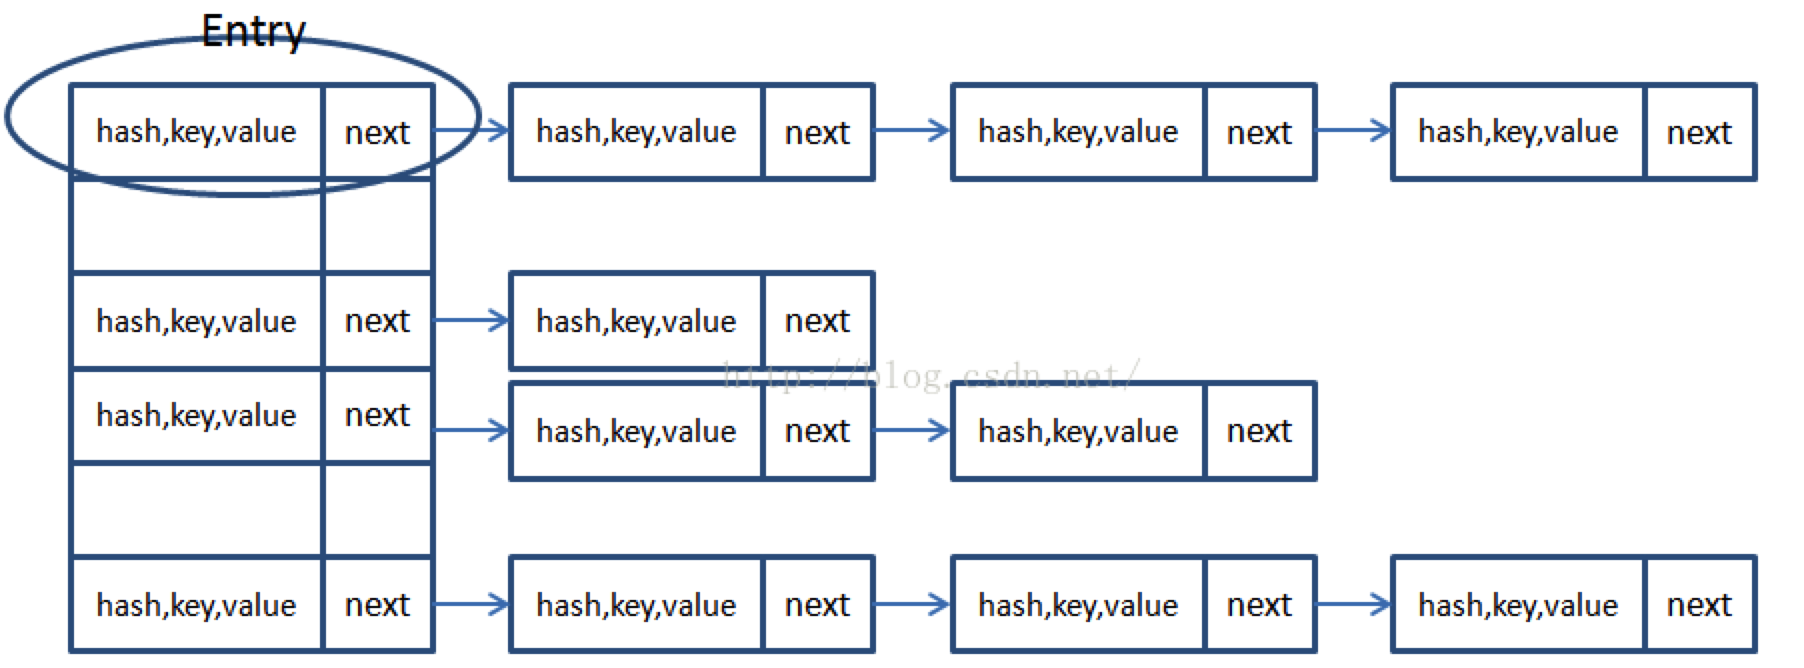 Entry
hash,key,value next hash,key,value next hash,key,value next hash,key,value next
hash,key,value next hash,key,value next
http://blog.csdn.net/
hash,key,value next hash,key,value next hash,key,value next
hash,key,value next hash,key,value next hash,key,value next hash,key,value next